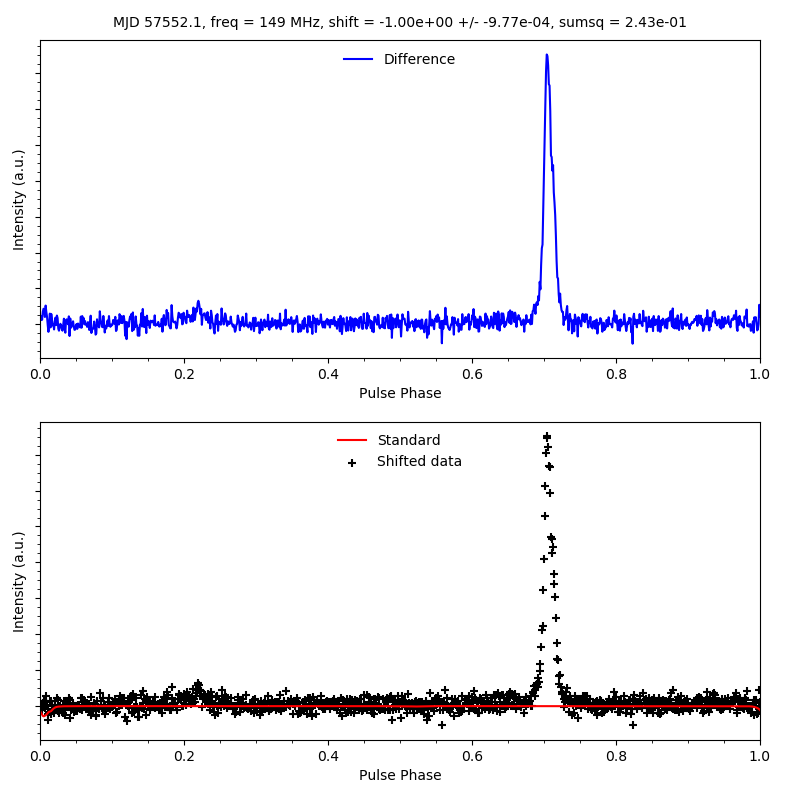 MJD 57552.1, freq = 149 MHz, shift = -1.00e+00 +/- -9.77e-04, sumsq = 2.43e-01
Difference
Intensity (a.u.)
0.0 0.2 0.4 0.6 0.8 1.0
Pulse Phase
Standard
Shifted data
Intensity (a.u.)
0.0 0.2 0.4 0.6 0.8 1.0
Pulse Phase